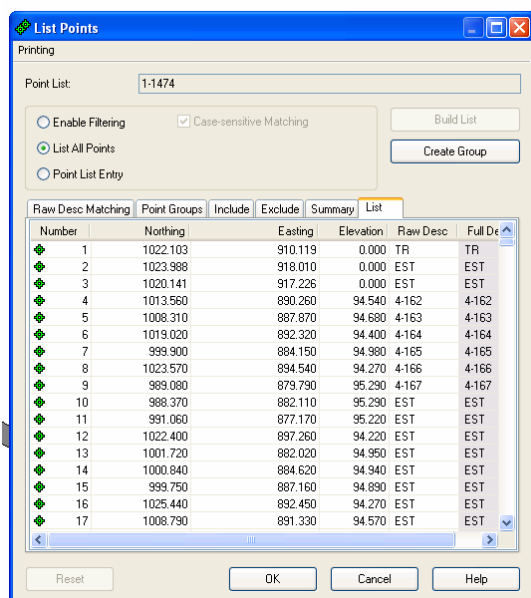 List Points
Printing
Point List: 1-1474
Enable Filtering Case-sensitive Matching Build List
List All Points Create Group
Point List Entry
Raw Desc Matching Point Groups Include Exclude Summary List
Number Northing Easting Elevation Raw Desc Full De
1 1022.103 910.119 0.000 TR TR
2 1023.988 918.010 0.000 EST EST
3 1020.141 917.226 0.000 EST EST
4 1013.560 890.260 94.540 4-162 4-162
5 1008.310 887.870 94.680 4-163 4-163
6 1019.020 892.320 94.400 4-164 4-164
7 999.900 884.150 94.980 4-165 4-165
8 1023.570 894.540 94.270 4-166 4-166
9 989.080 879.790 95.290 4-167 4-167
10 988.370 882.110 95.290 EST EST
11 991.060 877.170 95.220 EST EST
12 1022.400 897.260 94.220 EST EST
13 1001.720 882.020 94.950 EST EST
14 1000.840 884.620 94.940 EST EST
15 999.750 887.160 94.890 EST EST
16 1025.440 892.450 94.270 EST EST
17 1008.790 891.330 94.570 EST EST
Reset OK Cancel Help